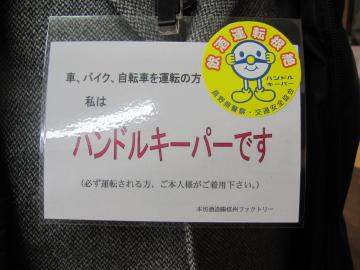 飲酒運転根絶
ハンドル
キーパー
長野県警察・交通安全協会
車、バイク、自転車を運転の方
私は
ハンドルキーパーです
(必ず運転される方、ご本人様がご着用下さい。)
本坊酒造㈱信州ファクトリー